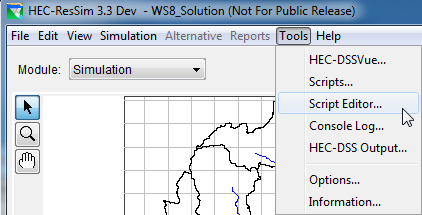 HEC-ResSim 3.3 Dev - WS8_Solution (Not For Public Release)
File Edit View Simulation Alternative Reports Tools Help
Module: Simulation
HEC-DSSVue...
Scripts...
Script Editor...
Console Log...
HEC-DSS Output...
Options...
Information...